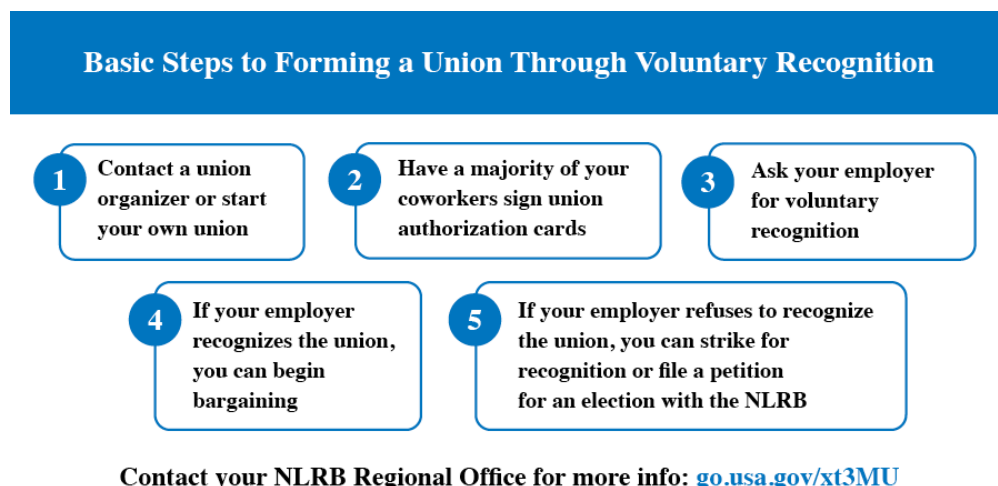 Basic Steps to Forming a Union Through Voluntary Recognition
1
Contact a union
organizer or start
your own union
2
Have a majority of your
coworkers sign union
authorization cards
3
Ask your employer
for voluntary
recognition
4
If your employer
recognizes the union,
you can begin
bargaining
5
If your employer refuses to recognize
the union, you can strike for
recognition or file a petition
for an election with the NLRB
Contact your NLRB Regional Office for more info: go.usa.gov/xt3MU